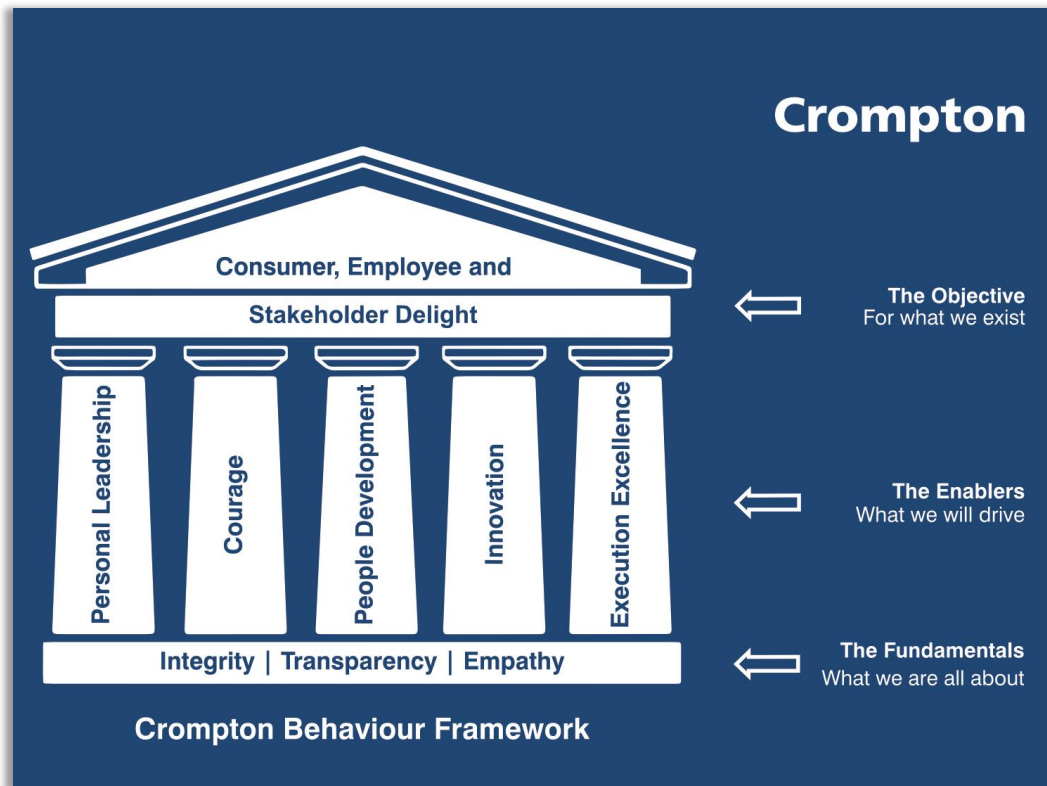 Crompton
Consumer, Employee and
Stakeholder Delight
The Objective
For what we exist
Personal Leadership
Courage
People Development
Innovation
Execution Excellence
The Enablers
What we will drive
Integrity | Transparency | Empathy
The Fundamentals
What we are all about
Crompton Behaviour Framework